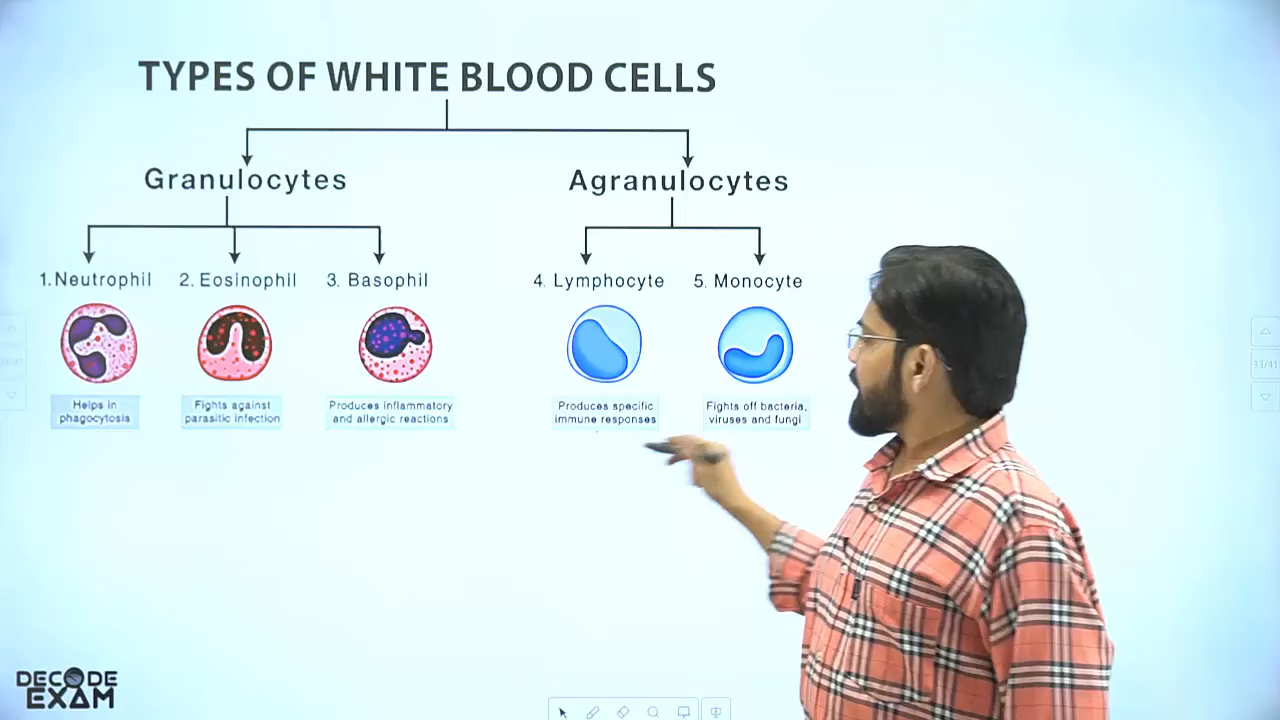 TYPES OF WHITE BLOOD CELLS
Granulocytes
Agranulocytes
1. Neutrophil
2. Eosinophil
3. Basophil
4. Lymphocyte
5. Monocyte
Helps in
phagocytosis
Fights against
parasitic infection
Produces inflammatory
and allergic reactions
Produces specific
immune responses
Fights off bacteria,
viruses and fungi
33/41
DECODE
EXAM